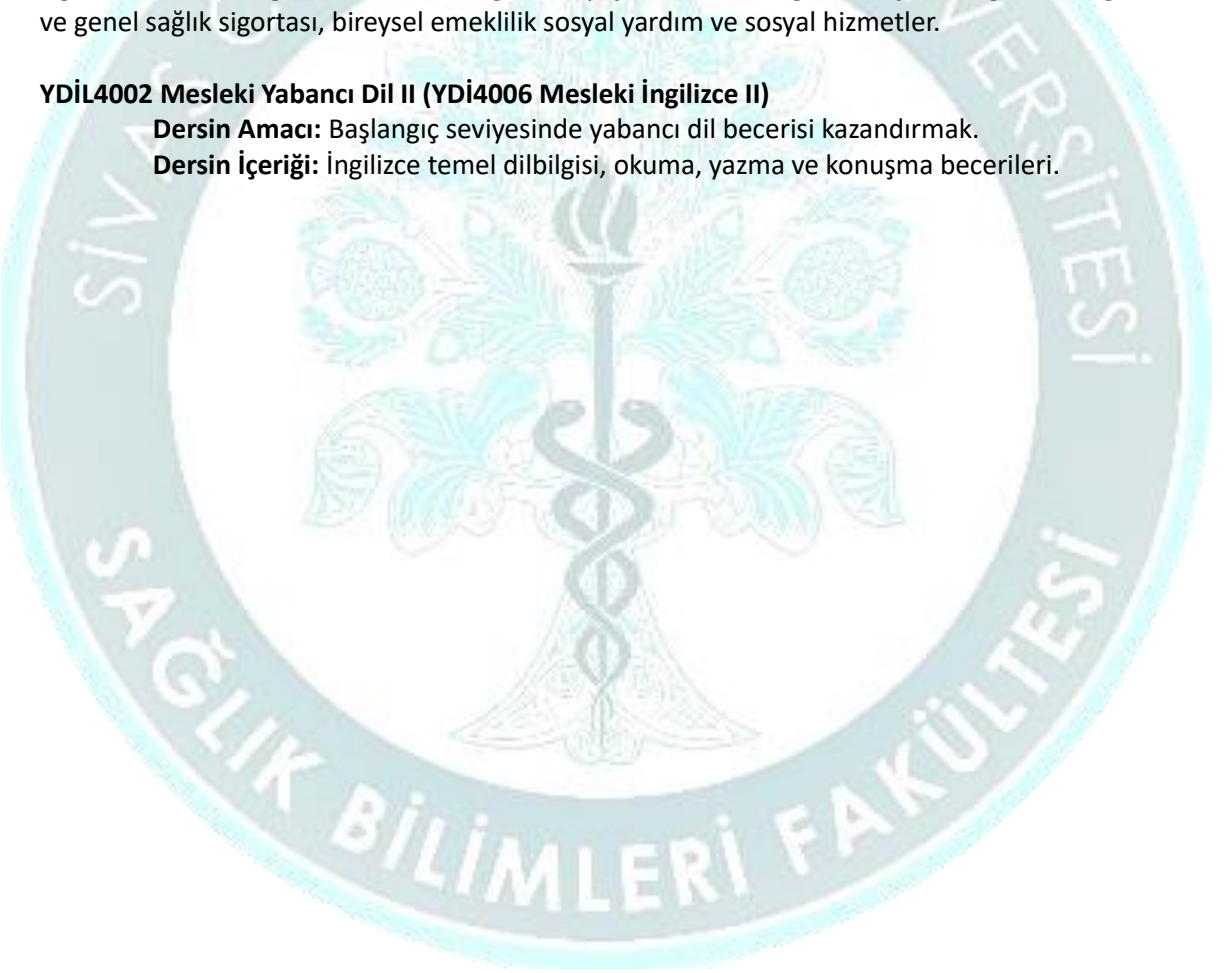 ve genel sağlık sigortası, bireysel emeklilik sosyal yardım ve sosyal hizmetler.
YDİL4002 Mesleki Yabancı Dil II (YDİ4006 Mesleki İngilizce II)
Dersin Amacı: Başlangıç seviyesinde yabancı dil becerisi kazandırmak.
Dersin İçeriği: İngilizce temel dilbilgisi, okuma, yazma ve konuşma becerileri.
SİVAS
SAĞLIK BİLİMLERİ FAKÜLTESİ